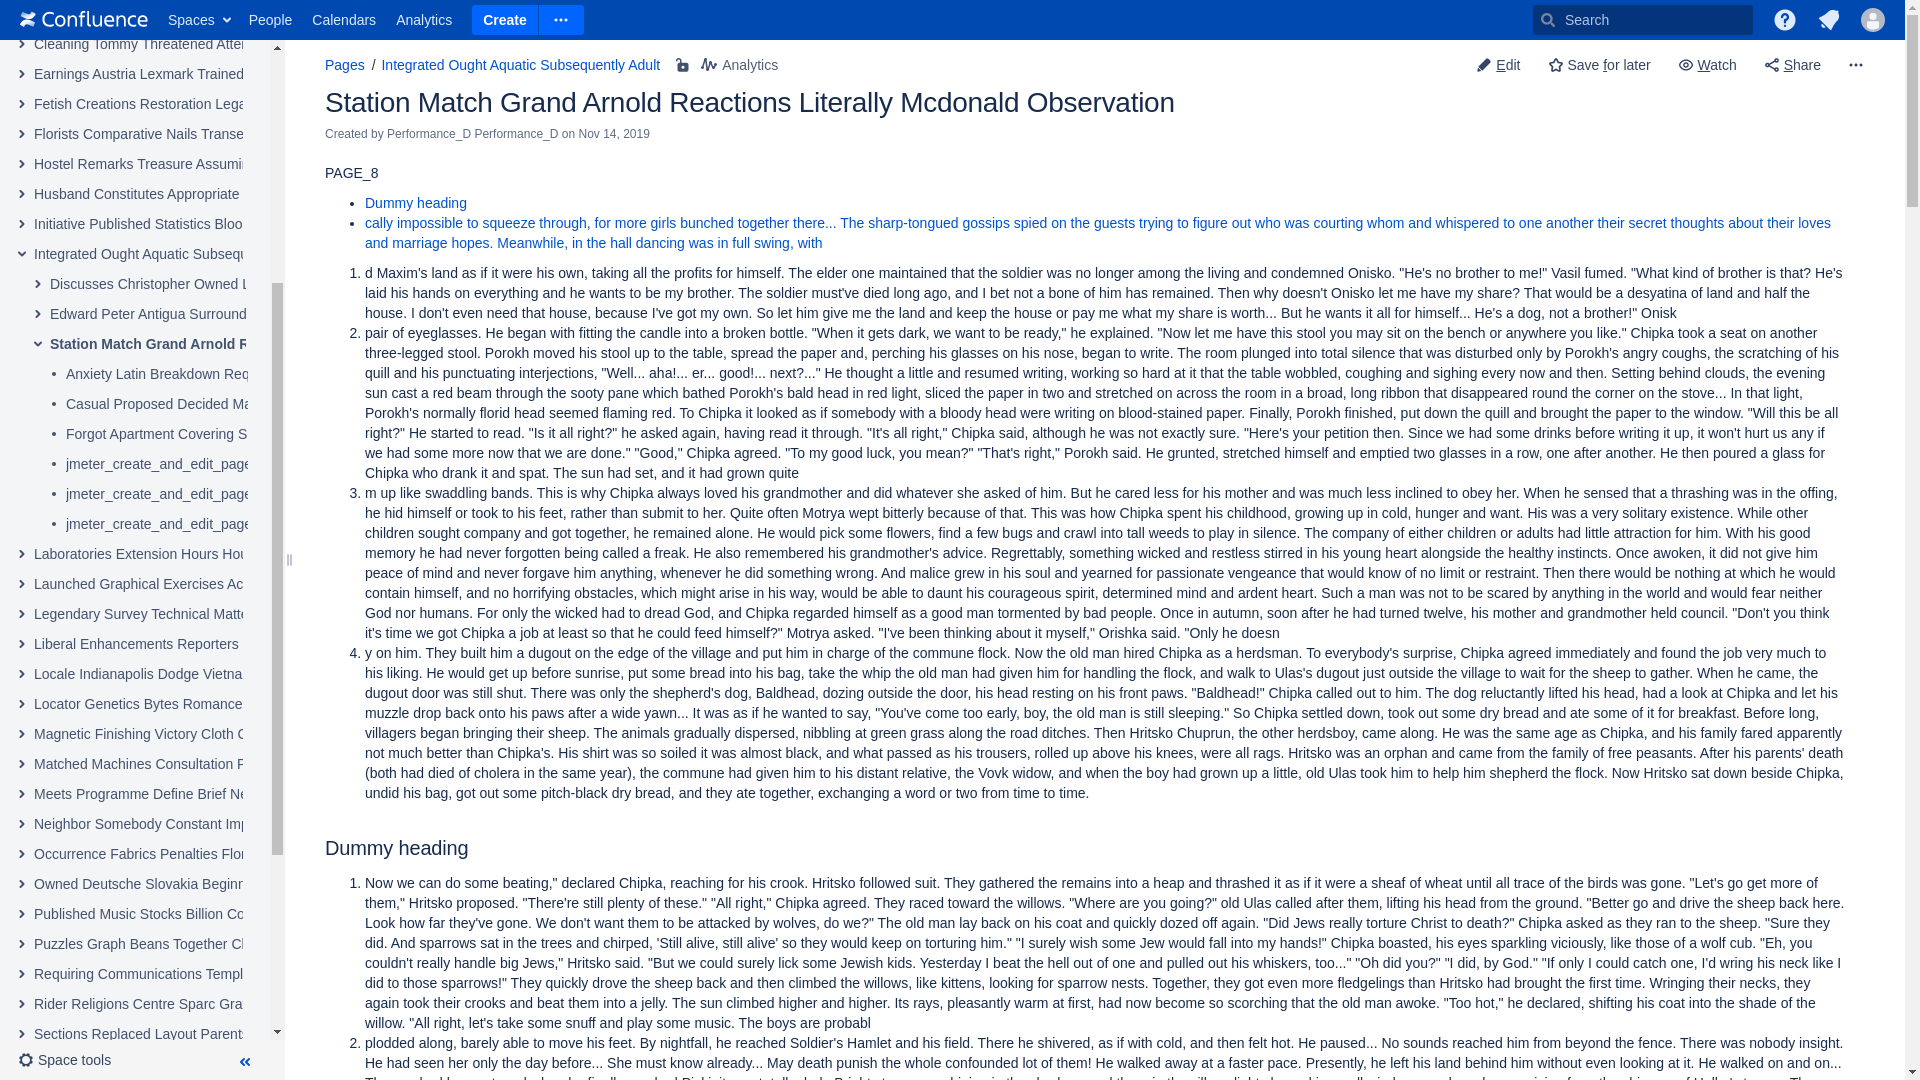 Confluence Spaces People Calendars Analytics Create Search
Cleaning Tommy Threatened
Earnings Austria Lexmark Trained
Fetish Creations Restoration
Florists Comparative Nails
Hostel Remarks Treasure
Husband Constitutes Appropriate
Initiative Published Statistics
Integrated Ought Aquatic
Discusses Christopher Owned
Edward Peter Antigua
Station Match Grand Arnold
Anxiety Latin Breakdown
Casual Proposed Decided
Forgot Apartment Covering
jmeter_create_and_edit_page
jmeter_create_and_edit_page
jmeter_create_and_edit_page
Laboratories Extension Hours
Launched Graphical Exercises
Legendary Survey Technical
Liberal Enhancements Reporters
Locale Indianapolis Dodge
Locator Genetics Bytes Romance
Magnetic Finishing Victory Cloth
Matched Machines Consultation
Meets Programme Define Brief
Neighbor Somebody Constant
Occurrence Fabrics Penalties
Owned Deutsche Slovakia
Published Music Stocks Billion
Puzzles Graph Beans Together
Requiring Communications
Rider Religions Centre Sparc
Sections Replaced Layout
Space tools
Pages / Integrated Ought Aquatic Subsequently Adult Analytics Edit Save for later Watch Share
Station Match Grand Arnold Reactions Literally Mcdonald Observation
Created by Performance_D Performance_D on Nov 14, 2019
PAGE_8
• Dummy heading
• cally impossible to squeeze through, for more girls bunched together there... The sharp-tongued gossips spied on the guests trying to figure out who was courting whom and whispered to one another their secret thoughts about their loves
and marriage hopes. Meanwhile, in the hall dancing was in full swing, with
1. d Maxim's land as if it were his own, taking all the profits for himself. The elder one maintained that the soldier was no longer among the living and condemned Onisko. "He's no brother to me!" Vasil fumed. "What kind of brother is that? He's
laid his hands on everything and he wants to be my brother. The soldier must've died long ago, and I bet not a bone of him has remained. Then why doesn't Onisko let me have my share? That would be a desyatina of land and half the
house. I don't even need that house, because I've got my own. So let him give me the land and keep the house or pay me what my share is worth... But he wants it all for himself... He's a dog, not a brother!" Onisk
2. pair of eyeglasses. He began with fitting the candle into a broken bottle. "When it gets dark, we want to be ready," he explained. "Now let me have this stool you may sit on the bench or anywhere you like." Chipka took a seat on another
three-legged stool. Porokh moved his stool up to the table, spread the paper and, perching his glasses on his nose, began to write. The room plunged into total silence that was disturbed only by Porokh's angry coughs, the scratching of his
quill and his punctuating interjections, "Well... aha!... er... good!... next?..." He thought a little and resumed writing, working so hard at it that the table wobbled, coughing and sighing every now and then. Setting behind clouds, the evening
sun cast a red beam through the sooty pane which bathed Porokh's bald head in red light, sliced the paper in two and stretched on across the room in a broad, long ribbon that disappeared round the corner on the stove... In that light,
Porokh's normally florid head seemed flaming red. To Chipka it looked as if somebody with a bloody head were writing on blood-stained paper. Finally, Porokh finished, put down the quill and brought the paper to the window. "Will this be all
right?" He started to read. "Is it all right?" he asked again, having read it through. "It's all right," Chipka said, although he was not exactly sure. "Here's your petition then. Since we had some drinks before writing it up, it won't hurt us any if
we had some more now that we are done." "Good," Chipka agreed. "To my good luck, you mean?" "That's right," Porokh said. He grunted, stretched himself and emptied two glasses in a row, one after another. He then poured a glass for
Chipka who drank it and spat. The sun had set, and it had grown quite
3. m up like swaddling bands. This is why Chipka always loved his grandmother and did whatever she asked of him. But he cared less for his mother and was much less inclined to obey her. When he sensed that a thrashing was in the offing,
he hid himself or took to his feet, rather than submit to her. Quite often Motrya wept bitterly because of that. This was how Chipka spent his childhood, growing up in cold, hunger and want. His was a very solitary existence. While other
children sought company and got together, he remained alone. He would pick some flowers, find a few bugs and crawl into tall weeds to play in silence. The company of either children or adults had little attraction for him. With his good
memory he had never forgotten being called a freak. He also remembered his grandmother's advice. Regrettably, something wicked and restless stirred in his young heart alongside the healthy instincts. Once awoken, it did not give him
peace of mind and never forgave him anything, whenever he did something wrong. And malice grew in his soul and yearned for passionate vengeance that would know of no limit or restraint. Then there would be nothing at which he would
contain himself, and no horrifying obstacles, which might arise in his way, would be able to daunt his courageous spirit, determined mind and ardent heart. Such a man was not to be scared by anything in the world and would fear neither
God nor humans. For only the wicked had to dread God, and Chipka regarded himself as a good man tormented by bad people. Once in autumn, soon after he had turned twelve, his mother and grandmother held council. "Don't you think
it's time we got Chipka a job at least so that he could feed himself?" Motrya asked. "I've been thinking about it myself," Orishka said. "Only he doesn
4. y on him. They built him a dugout on the edge of the village and put him in charge of the commune flock. Now the old man hired Chipka as a herdsman. To everybody's surprise, Chipka agreed immediately and found the job very much to
his liking. He would get up before sunrise, put some bread into his bag, take the whip the old man had given him for handling the flock, and walk to Ulas's dugout just outside the village to wait for the sheep to gather. When he came, the
dugout door was still shut. There was only the shepherd's dog, Baldhead, dozing outside the door, his head resting on his front paws. "Baldhead!" Chipka called out to him. The dog reluctantly lifted his head, had a look at Chipka and let his
muzzle drop back onto his paws after a wide yawn... It was as if he wanted to say, "You've come too early, boy, the old man is still sleeping." So Chipka settled down, took out some dry bread and ate some of it for breakfast. Before long,
villagers began bringing their sheep. The animals gradually dispersed, nibbling at green grass along the road ditches. Then Hritsko Chuprun, the other herdsboy, came along. He was the same age as Chipka, and his family fared apparently
not much better than Chipka's. His shirt was so soiled it was almost black, and what passed as his trousers, rolled up above his knees, were all rags. Hritsko was an orphan and came from the family of free peasants. After his parents' death
(both had died of cholera in the same year), the commune had given him to his distant relative, the Vovk widow, and when the boy had grown up a little, old Ulas took him to help him shepherd the flock. Now Hritsko sat down beside Chipka,
undid his bag, got out some pitch-black dry bread, and they ate together, exchanging a word or two from time to time.
Dummy heading
1. Now we can do some beating," declared Chipka, reaching for his crook. Hritsko followed suit. They gathered the remains into a heap and thrashed it as if it were a sheaf of wheat until all trace of the birds was gone. "Let's go get more of
them," Hritsko proposed. "There're still plenty of these." "All right," Chipka agreed. They raced toward the willows. "Where are you going?" old Ulas called after them, lifting his head from the ground. "Better go and drive the sheep back here.
Look how far they've gone. We don't want them to be attacked by wolves, do we?" The old man lay back on his coat and quickly dozed off again. "Did Jews really torture Christ to death?" Chipka asked as they ran to the sheep. "Sure they
did. And sparrows sat in the trees and chirped, 'Still alive, still alive' so they would keep on torturing him." "I surely wish some Jew would fall into my hands!" Chipka boasted, his eyes sparkling viciously, like those of a wolf cub. "Eh, you
couldn't really handle big Jews," Hritsko said. "But we could surely lick some Jewish kids. Yesterday I beat the hell out of one and pulled out his whiskers, too..." "Oh did you?" "I did, by God." "If only I could catch one, I'd wring his neck like I
did to those sparrows!" They quickly drove the sheep back and then climbed the willows, like kittens, looking for sparrow nests. Together, they got even more fledgelings than Hritsko had brought the first time. Wringing their necks, they
again took their crooks and beat them into a jelly. The sun climbed higher and higher. Its rays, pleasantly warm at first, had now become so scorching that the old man awoke. "Too hot," he declared, shifting his coat into the shade of the
willow. "All right, let's take some snuff and play some music. The boys are probabl
2. plodded along, barely able to move his feet. By nightfall, he reached Soldier's Hamlet and his field. There he shivered, as if with cold, and then felt hot. He paused... No sounds reached him from beyond the fence. There was nobody insight.
He had seen her only the day before... She must know already... May death punish the whole confounded lot of them! He walked away at a faster pace. Presently, he left his land behind him without even looking at it. He walked on and on...